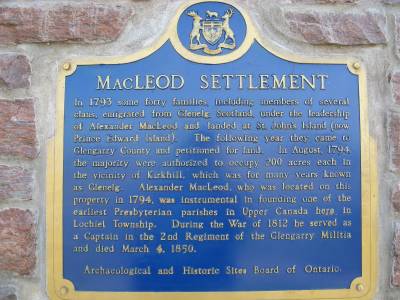 MACLEOD SETTLEMENT
In 1793 some forty families, including members of several
clans, emigrated from Glenelg, Scotland, under the leadership
of Alexander MacLeod, and landed at St. John's Island (now
Prince Edward Island). The following year they came to
Glengarry County and petitioned for land. In August, 1794,
the majority were authorized to occupy 200 acres each in
the vicinity of Kirkhill, which was for many years known
as Glenelg. Alexander MacLeod, who was located on this
property in 1794, was instrumental in founding one of the
earliest Presbyterian parishes in Upper Canada here in
Lochiel Township. During the War of 1812 he served as
a Captain in the 2nd Regiment of the Glengarry Militia
and died March 4, 1850.
Archaeological and Historic Sites Board of Ontario.